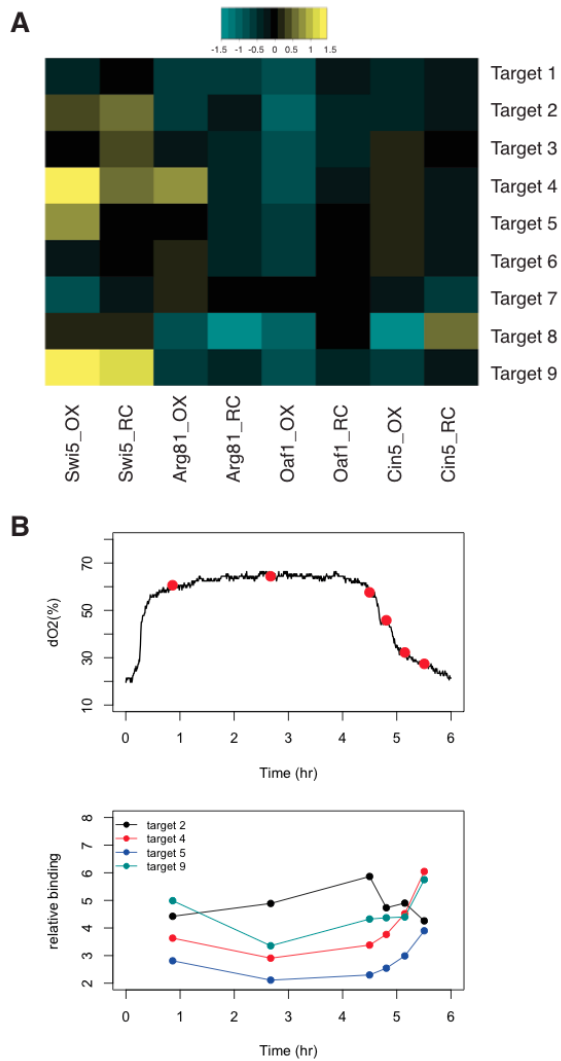 A
-1.5 -1 -0.5 0 0.5 1 1.5
Target 1
Target 2
Target 3
Target 4
Target 5
Target 6
Target 7
Target 8
Target 9
Swi5_OX
Swi5_RC
Arg81_OX
Arg81_RC
Oaf1_OX
Oaf1_RC
Cin5_OX
Cin5_RC
B
dO2(%)
70
50
30
10
0 1 2 3 4 5 6
Time (hr)
relative binding
8
7
6
5
4
3
2
target 2
target 4
target 5
target 9
0 1 2 3 4 5 6
Time (hr)